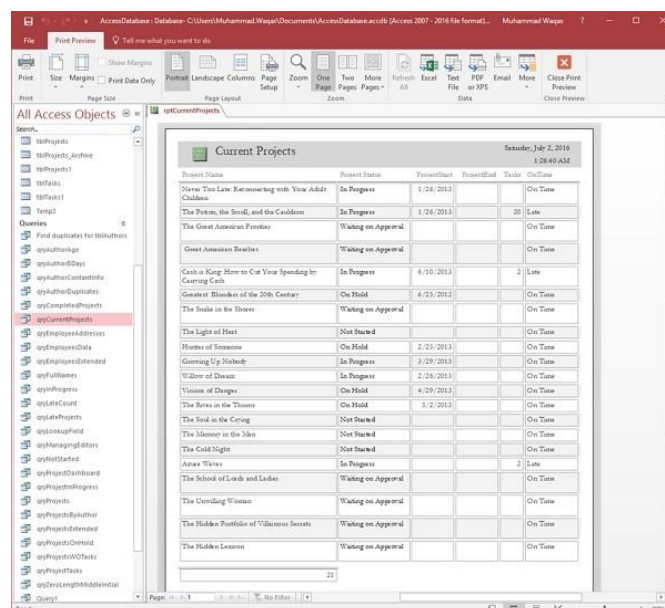 AccessDatabase : Database- C:\Users\Muhammad.Waqas\Documents\AccessDatabase.accdb (Access 2007 - 2016 file format)... Muhammad Waqas ?
File Print Preview Tell me what you want to do
Print Size Margins Show Margins Print Data Only Portrait Landscape Columns Page Setup Zoom One Page Two Pages More Pages Refresh All Excel Text File PDF or XPS Email More Close Print Preview
Print Page Size Page Layout Zoom Data Close Preview
All Access Objects
rptCurrentProjects
Search..
tblProjects
tblProjects_Archive
tblProjects1
tblTasks
tblTasks1
Temp2
Queries
Find duplicates for tblAuthors
qryAuthorAge
qryAuthorBDays
qryAuthorContantInfo
qryAuthorDuplicates
qryCompletedProjects
qryCurrentProjects
qryEmployeeAddresses
qryEmployeesData
qryEmployeesExtended
qryFullNames
qryInProgress
qryLateCount
qryLateProjects
qryLookupField
qryManagingEditors
qryNotStarted
qryProjectDashboard
qryProjectInProgress
qryProjects
qryProjectsByAuthor
qryProjectsExtended
qryProjectsOnHold
qryProjectsWOTasks
qryProjectTasks
qryZeroLengthMiddleInitial
Query1
Current Projects
Saturday, July 2, 2016
1:28:40 AM
Project Name Project Status ProjectStart ProjectEnd Tasks OnTime
Never Too Late: Reconnecting with Your Adult Children In Progress 1/26/2013 On Time
The Potion, the Scroll, and the Cauldron In Progress 1/26/2013 20 Late
The Great American Frontier Waiting on Approval On Time
Great American Beaches Waiting on Approval On Time
Cash is King: How to Cut Your Spending by Carrying Cash In Progress 6/10/2013 2 Late
Greatest Blunders of the 20th Century On Hold 6/25/2012 On Time
The Snake in the Shores Waiting on Approval On Time
The Light of Heat Not Started On Time
Hunter of Someone On Hold 2/25/2013 On Time
Growing Up Nobody In Progress 3/29/2013 On Time
Willow of Dream In Progress 2/26/2013 On Time
Visions of Danger On Hold 4/29/2013 On Time
The River in the Thorns On Hold 5/2/2013 On Time
The Soul in the Crying Not Started On Time
The Memory in the Man Not Started On Time
The Cold Night Not Started On Time
Azure Waves In Progress 2 Late
The School of Lords and Ladies Waiting on Approval On Time
The Unwilling Woman Waiting on Approval On Time
The Hidden Portfolio of Villainous Secrets Waiting on Approval On Time
The Hidden Lexicon Waiting on Approval On Time
21
Page: 1 No Filter